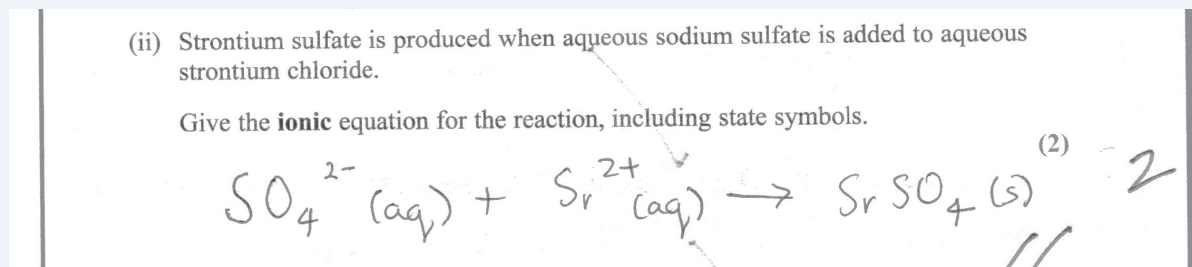 (ii) Strontium sulfate is produced when aqueous sodium sulfate is added to aqueous
strontium chloride.
Give the ionic equation for the reaction, including state symbols.
(2)
SO₄²⁻ (aq) + Sr²⁺ (aq) → SrSO₄ (s)
2